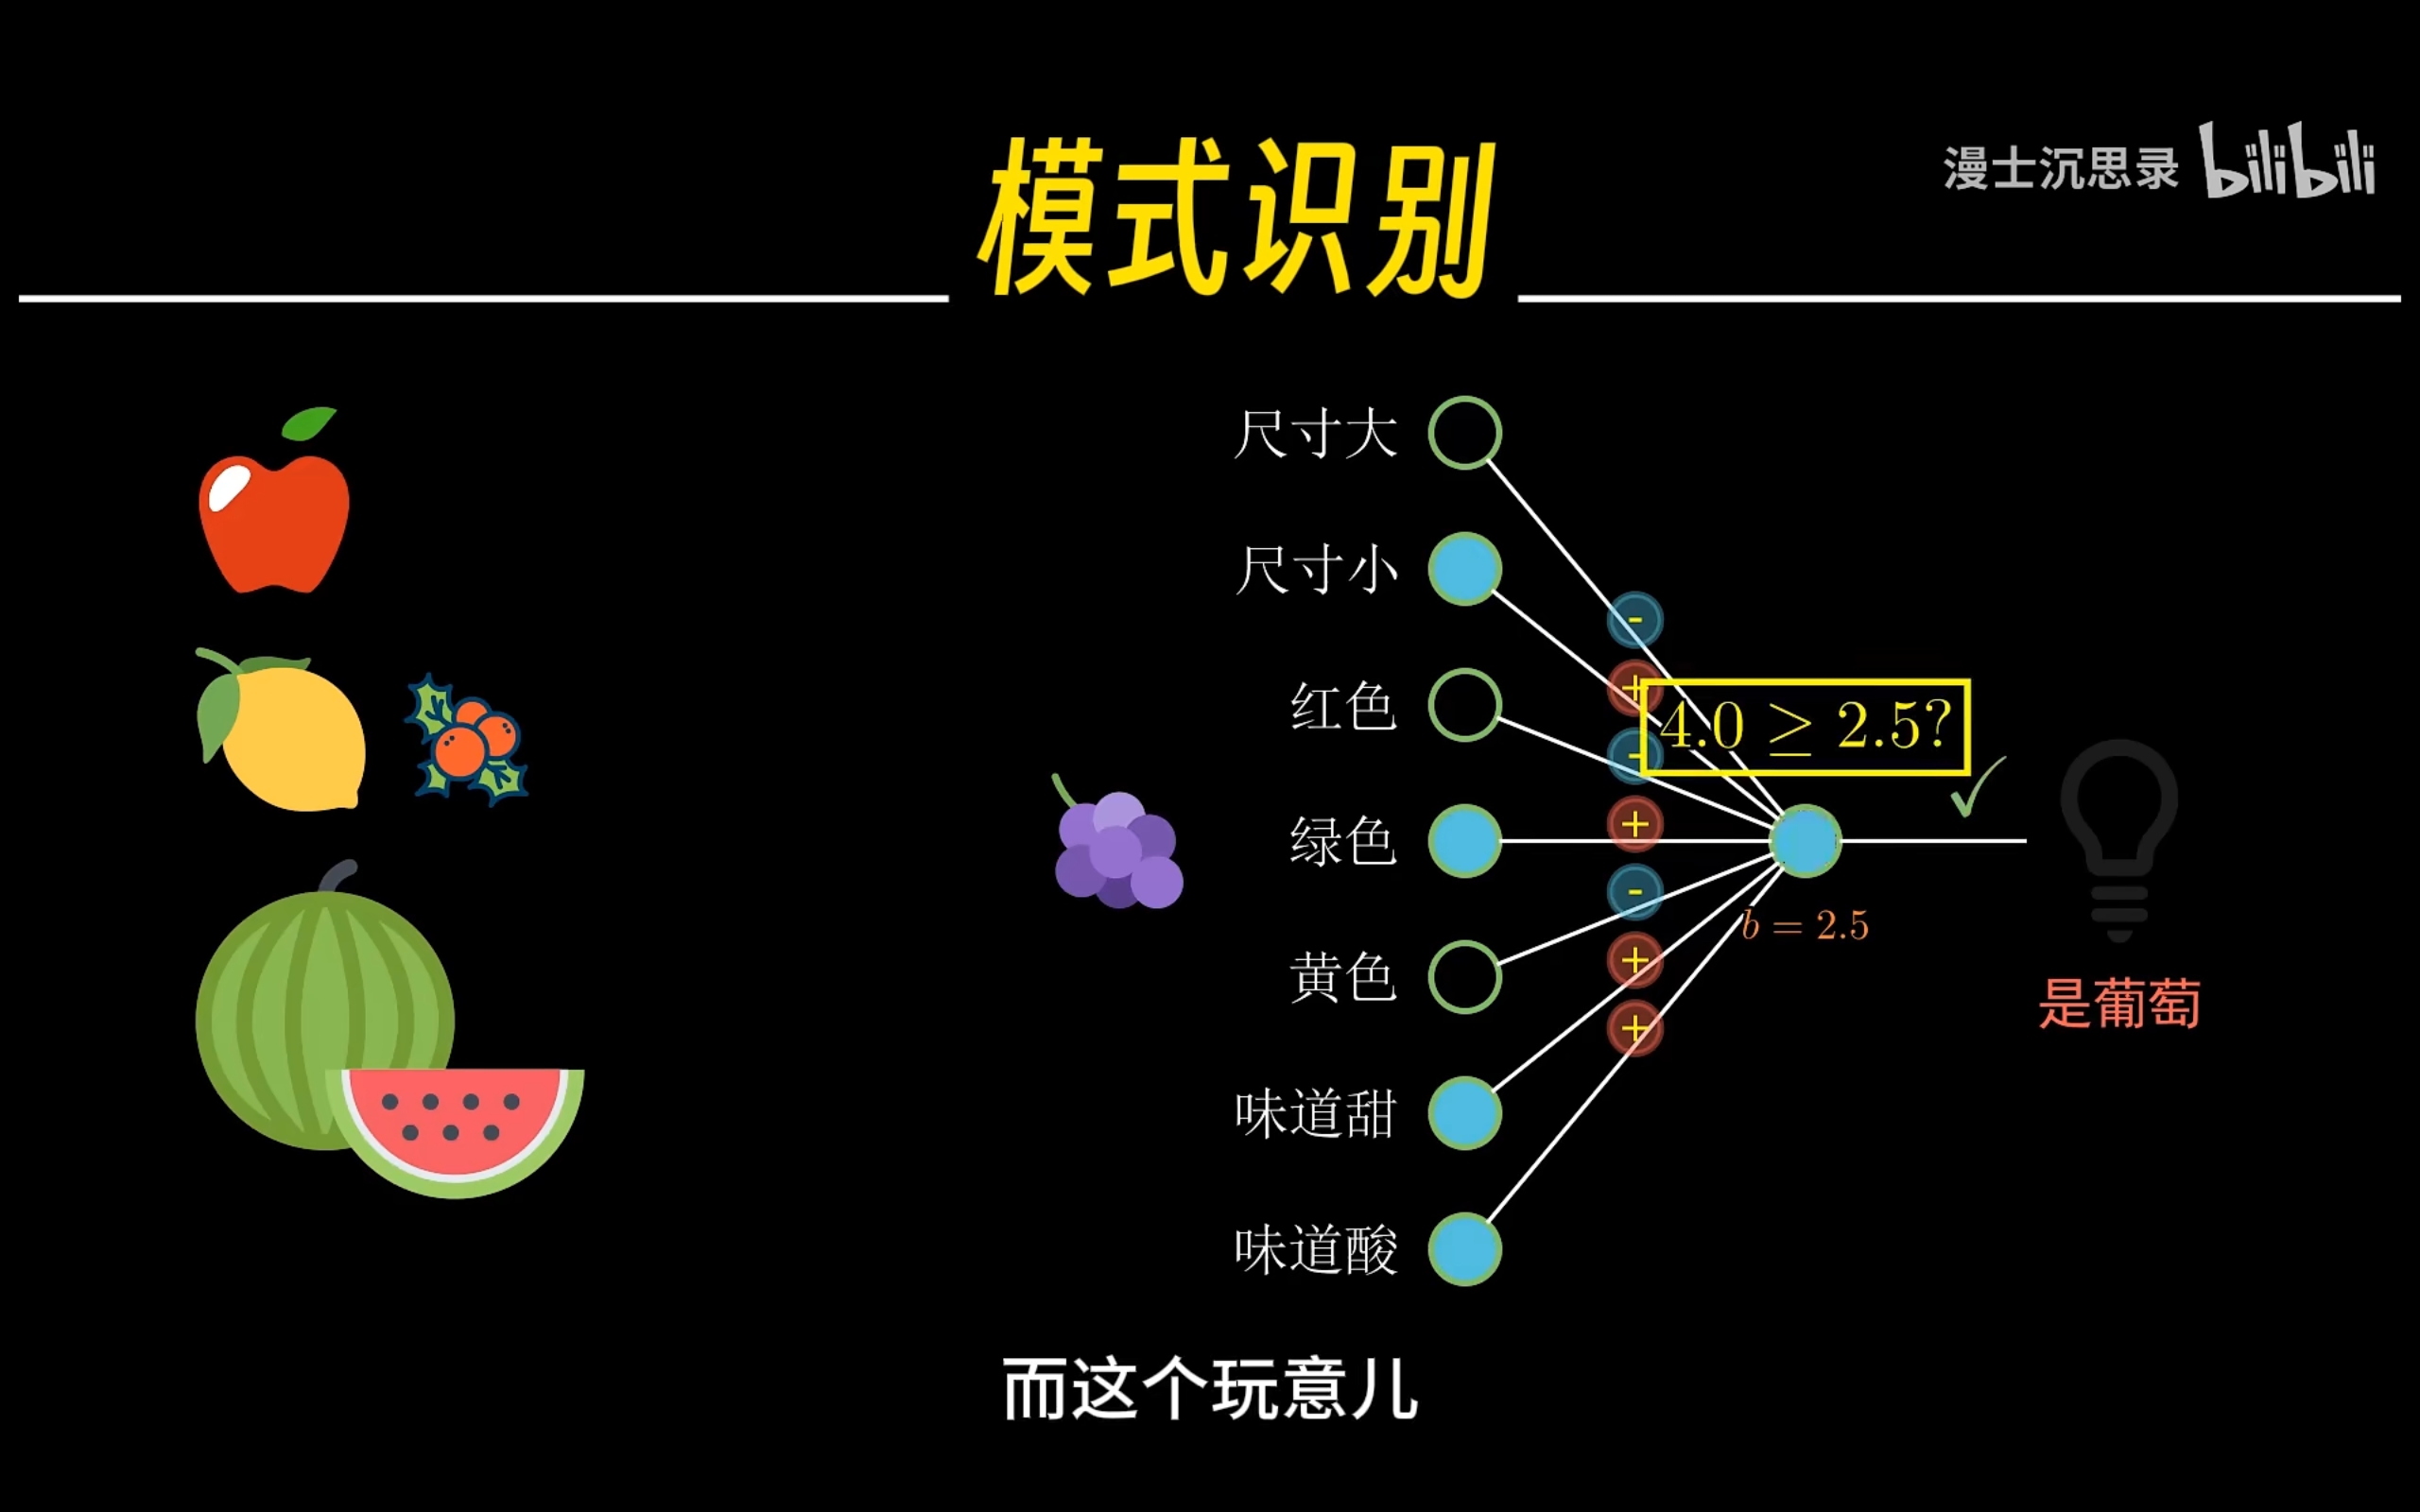 模式识别
漫士沉思录 bilibili
尺寸大
尺寸小
红色
绿色
黄色
味道甜
味道酸
-
+
-
+
-
+
+
4.0 ≥ 2.5?
✓
b = 2.5
是葡萄
而这个玩意儿